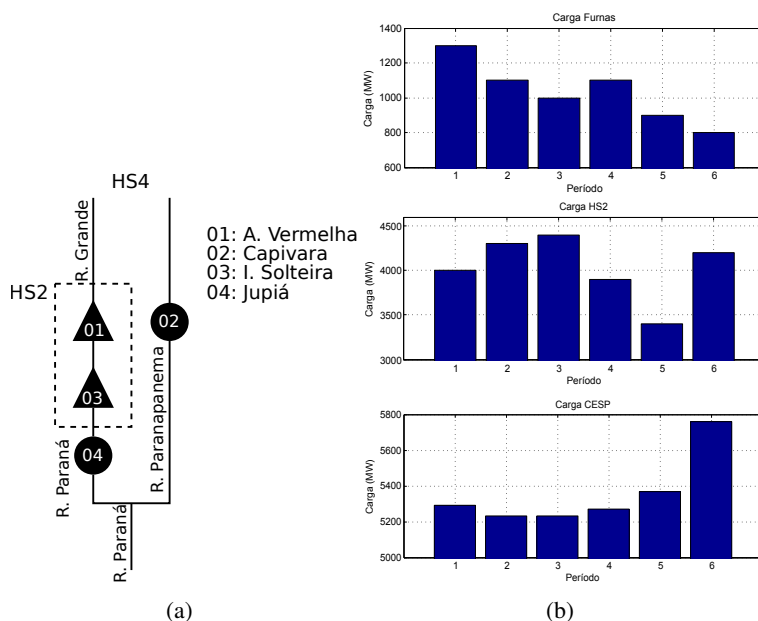 HS4
R. Grande
01: A. Vermelha
02: Capivara
03: I. Solteira
04: Jupiá
HS2
01
02
03
04
R. Paraná
R. Paranapanema
R. Paraná
(a)
Carga Furnas
Carga (MW)
1400
1200
1000
800
600
1 2 3 4 5 6
Período
Carga HS2
Carga (MW)
4500
4000
3500
3000
1 2 3 4 5 6
Período
Carga CESP
Carga (MW)
5800
5600
5400
5200
5000
1 2 3 4 5 6
Período
(b)